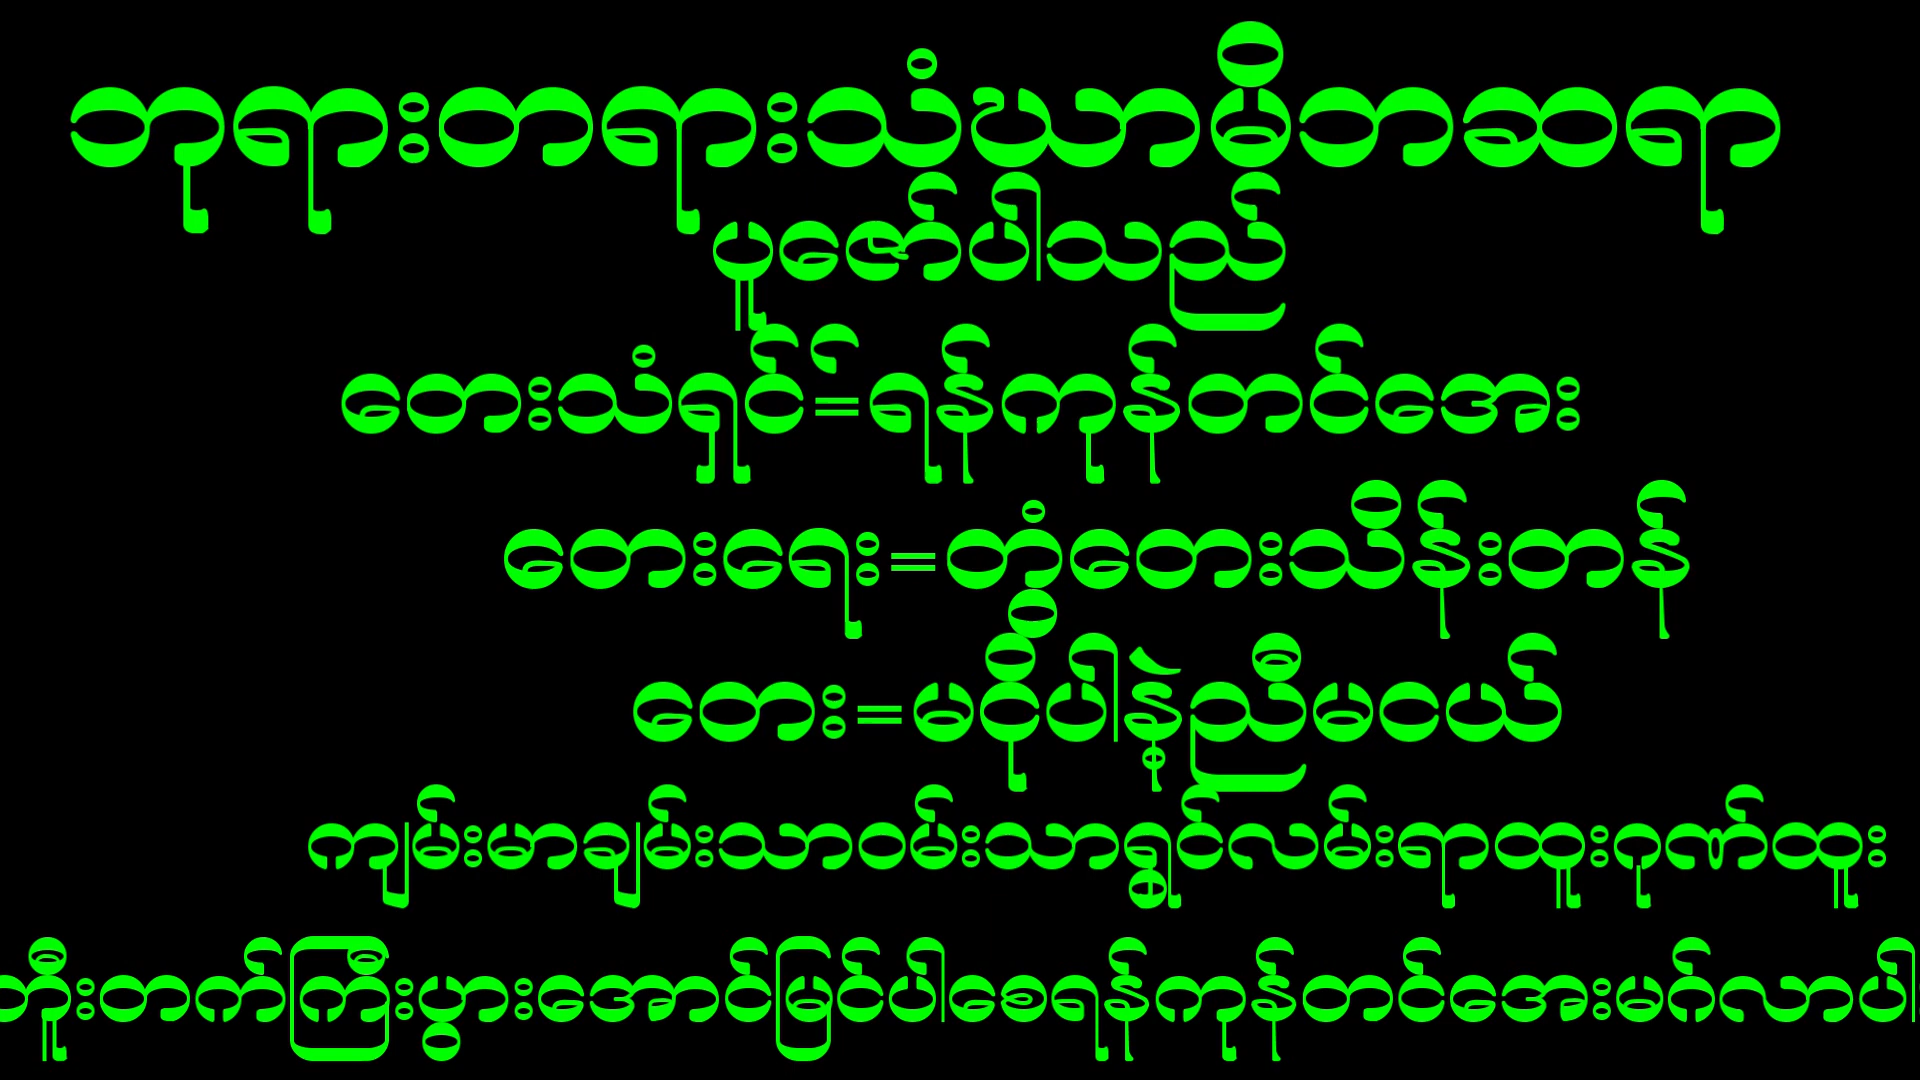 ဘုရားတရားသံဃာမိဘဆရာ
ပူဇော်ပါသည်
တေးသံရှင်=ရန်ကုန်တင်အေး
တေးရေး=တွံတေးသိန်းတန်
တေး=မငိုပါနဲ့ညီမငယ်
ကျမ်းမာချမ်းသာဝမ်းသာရွှင်လမ်းရာထူးဂုဏ်ထူး
တီူးတက်ကြီးပွားအောင်မြင်ပါစေရန်ကုန်တင်အေးမဂ်လာပါ